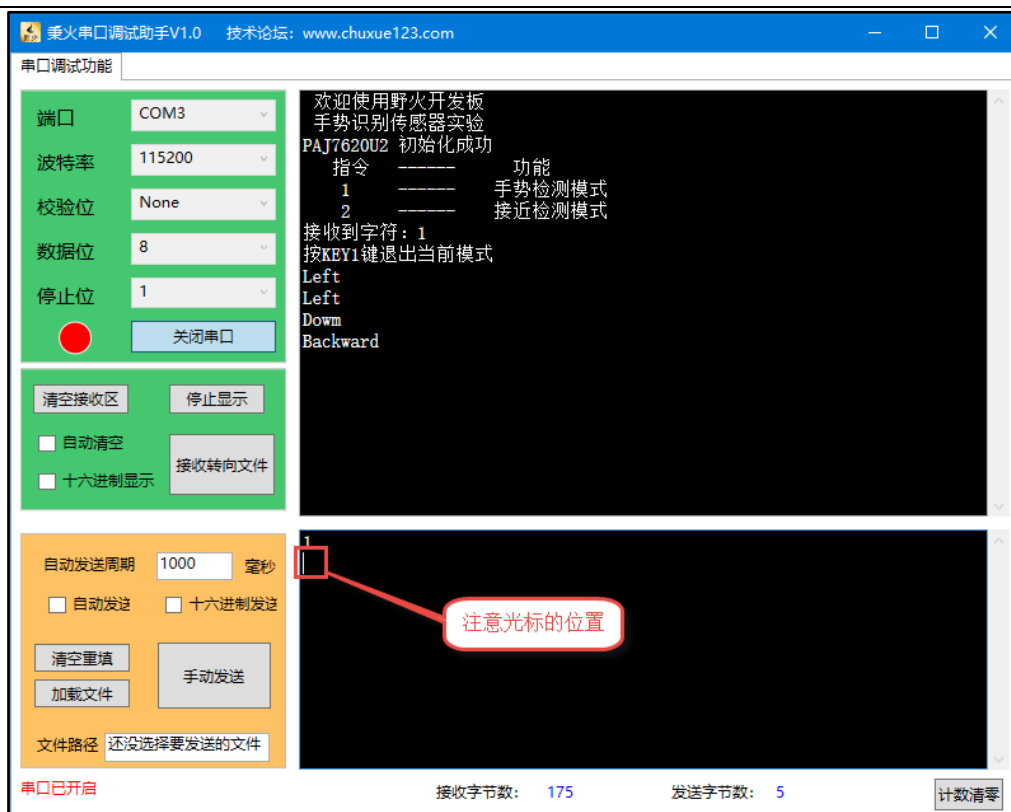 秉火串口调试助手V1.0 技术论坛：www.chuxue123.com
串口调试功能
端口 COM3
波特率 115200
校验位 None
数据位 8
停止位 1
关闭串口
清空接收区 停止显示
自动清空
十六进制显示
接收转向文件
欢迎使用野火开发板
手势识别传感器实验
PAJ7620U2 初始化成功
指令 ------ 功能
1 ------ 手势检测模式
2 ------ 接近检测模式
接收到字符：1
按KEY1键退出当前模式
Left
Left
Dowm
Backward
自动发送周期 1000 毫秒
自动发送 十六进制发送
清空重填
加载文件
手动发送
文件路径 还没选择要发送的文件
1
注意光标的位置
串口已开启 接收字节数： 175 发送字节数： 5 计数清零